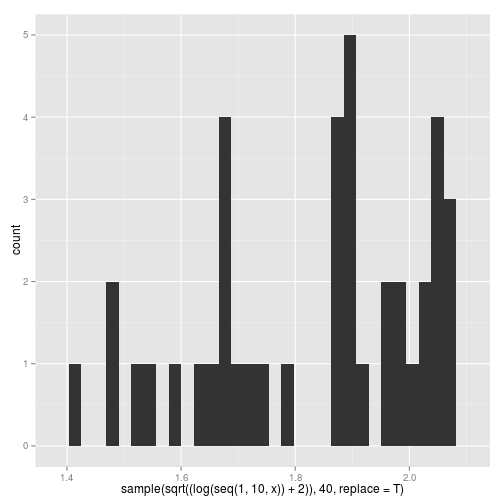 5
4
3
2
1
0
count
1.4 1.6 1.8 2.0
sample(sqrt((log(seq(1, 10, x)) + 2)), 40, replace = T)